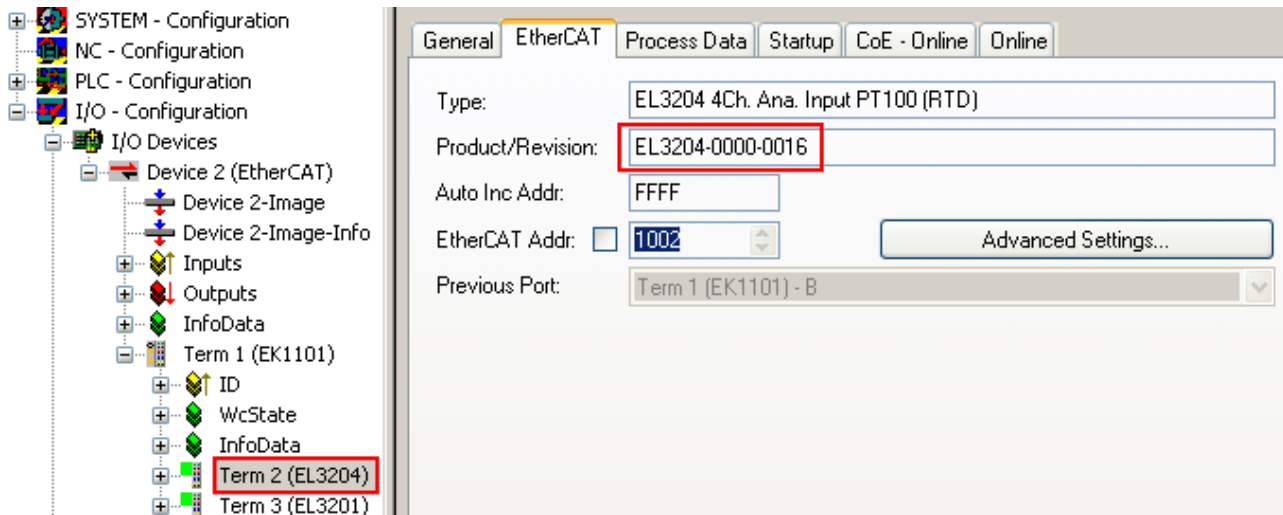 SYSTEM - Configuration
NC - Configuration
PLC - Configuration
I/O - Configuration
I/O Devices
Device 2 (EtherCAT)
Device 2-Image
Device 2-Image-Info
Inputs
Outputs
InfoData
Term 1 (EK1101)
ID
WcState
InfoData
Term 2 (EL3204)
Term 3 (EL3201)
General EtherCAT Process Data Startup CoE - Online Online
Type: EL3204 4Ch. Ana. Input PT100 (RTD)
Product/Revision: EL3204-0000-0016
Auto Inc Addr: FFFF
EtherCAT Addr: 1002 Advanced Settings...
Previous Port: Term 1 (EK1101) - B